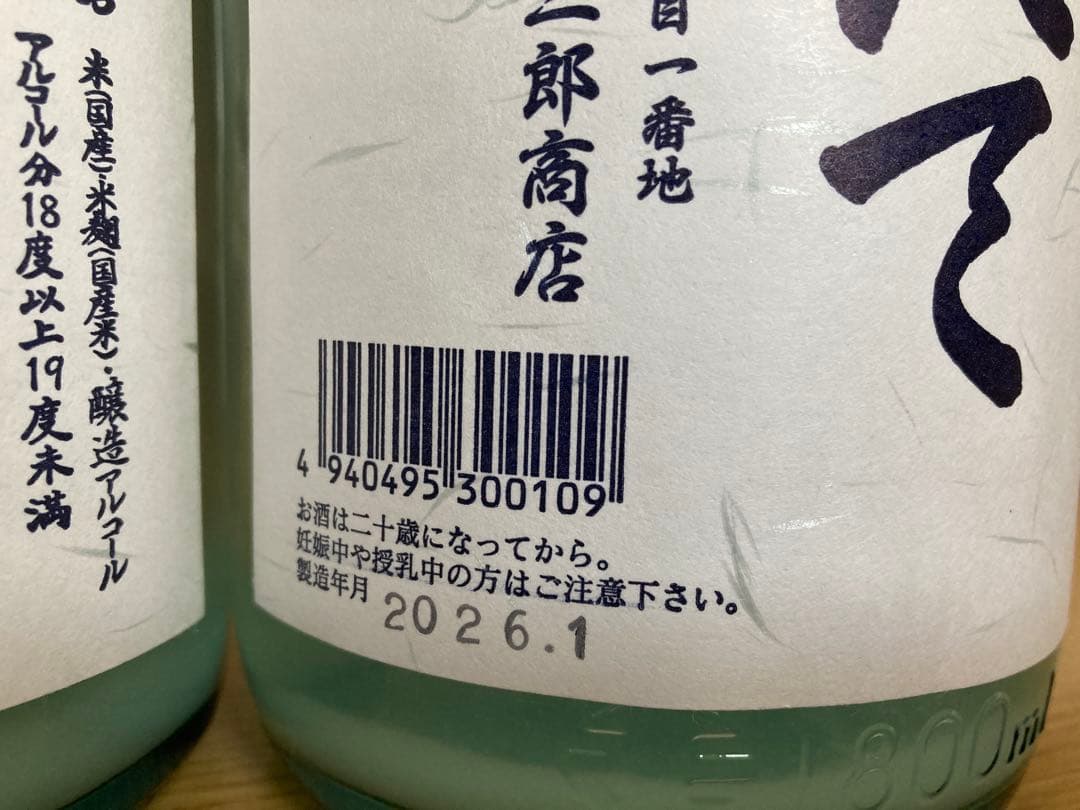 米(国産)・米麹(国産米)・醸造アルコール
アルコール分18度以上19度未満
て
目一番地
二郎商店
4 940495 300109
お酒は二十歳になってから。
妊娠中や授乳中の方はご注意下さい。
製造年月 2026.1
1800ml